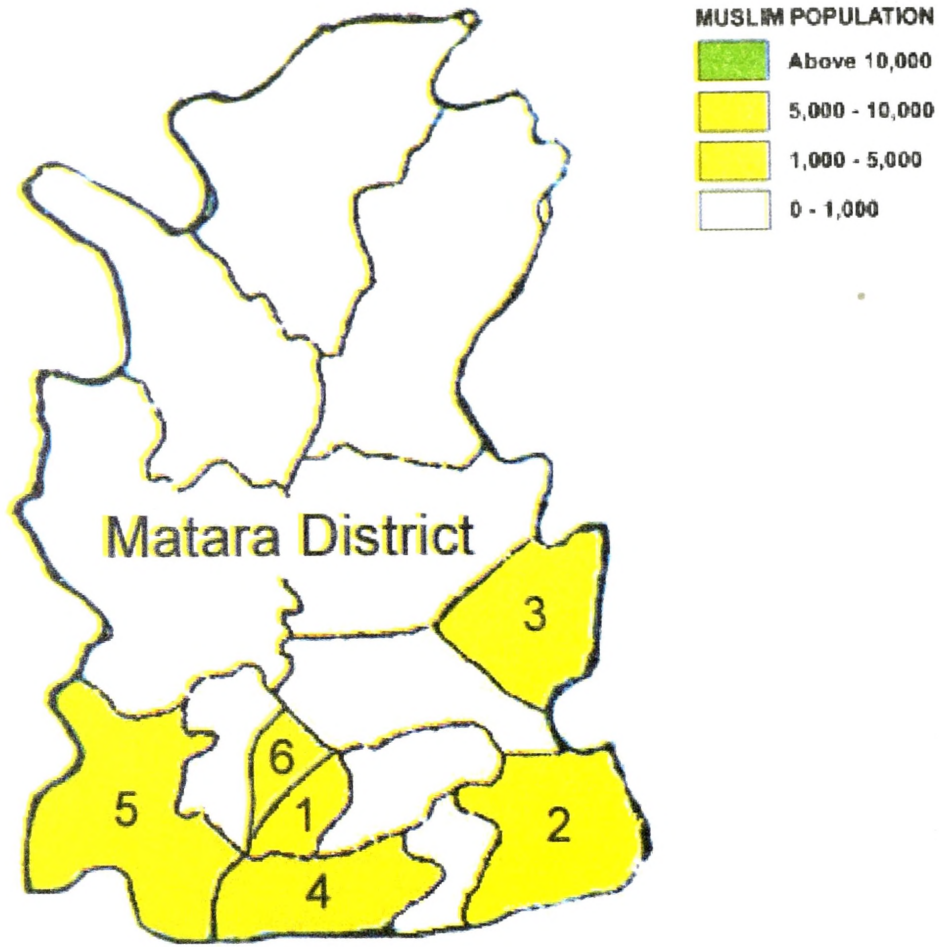 MUSLIM POPULATION
Above 10,000
5,000 - 10,000
1,000 - 5,000
0 - 1,000
Matara District
3
6
5
1
2
4